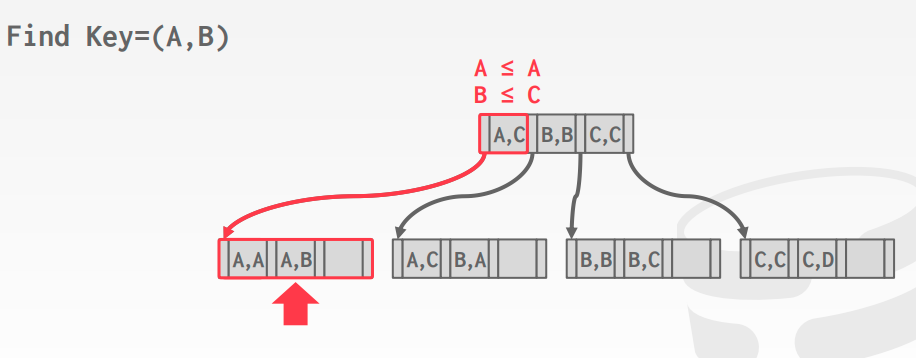 Find Key=(A,B)
A ≤ A
B ≤ C
A,C B,B C,C
A,A A,B A,C B,A B,B B,C C,C C,D